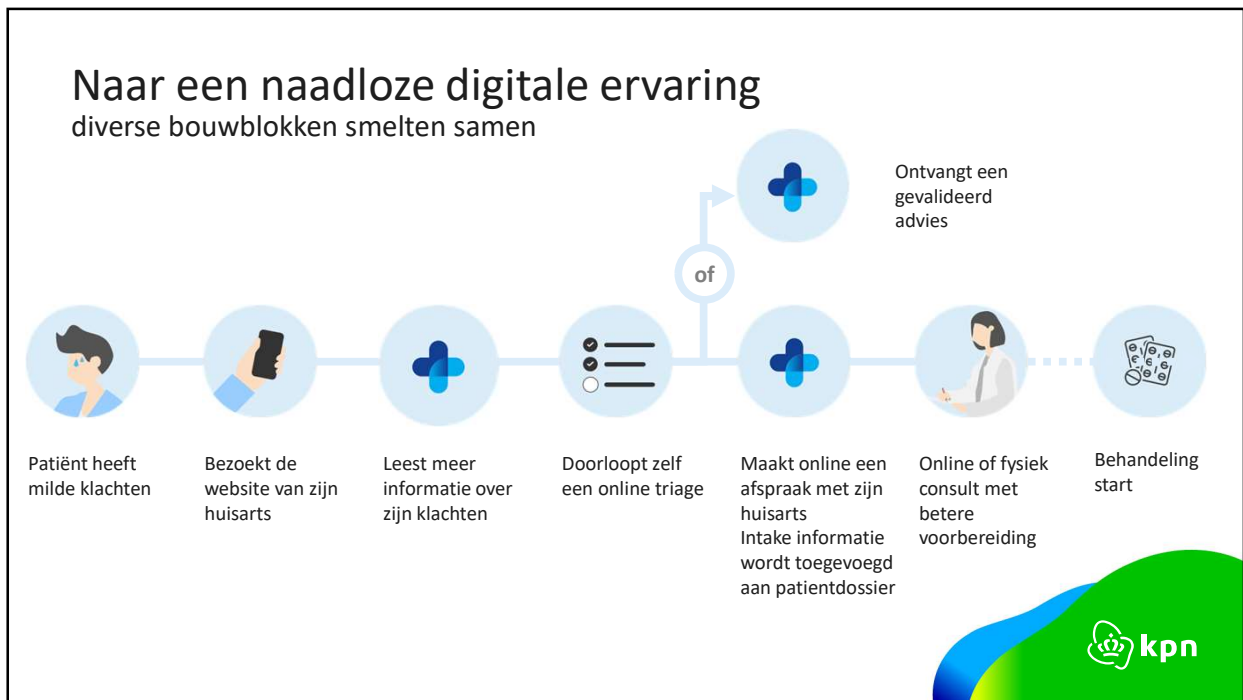 Naar een naadloze digitale ervaring
diverse bouwblokken smelten samen
Ontvangt een
gevalideerd
advies
of
Patiënt heeft
milde klachten
Bezoekt de
website van zijn
huisarts
Leest meer
informatie over
zijn klachten
Doorloopt zelf
een online triage
Maakt online een
afspraak met zijn
huisarts
Intake informatie
wordt toegevoegd
aan patientdossier
Online of fysiek
consult met
betere
voorbereiding
Behandeling
start
kpn